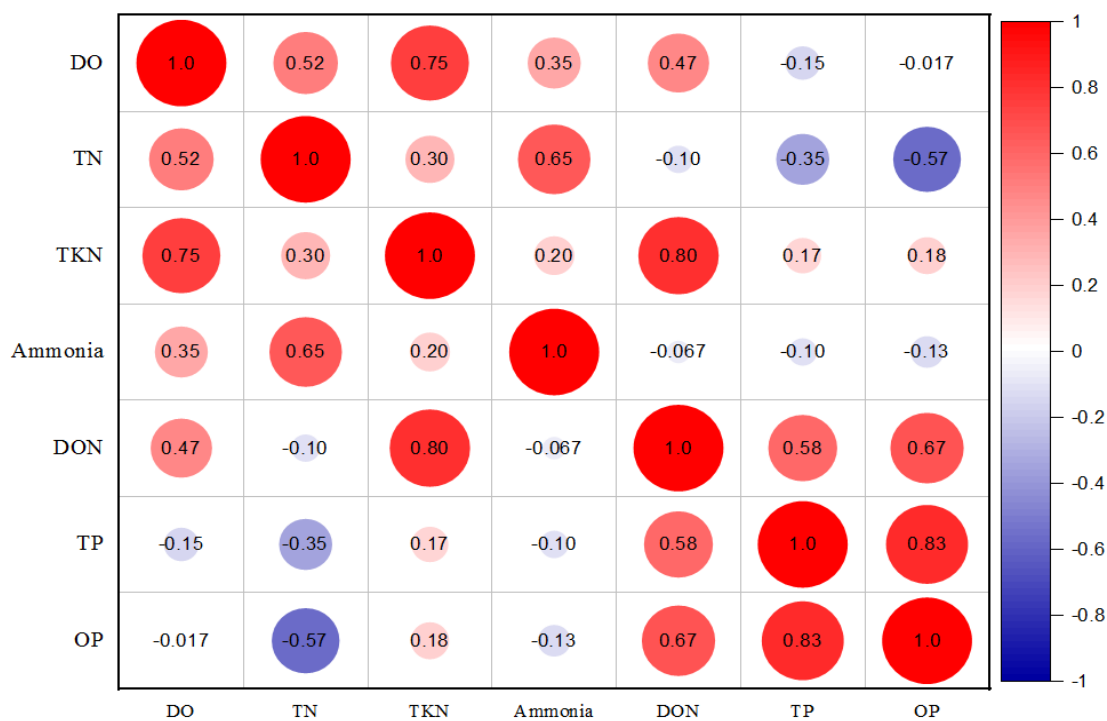 DO 1.0 0.52 0.75 0.35 0.47 -0.15 -0.017
TN 0.52 1.0 0.30 0.65 -0.10 -0.35 -0.57
TKN 0.75 0.30 1.0 0.20 0.80 0.17 0.18
Ammonia 0.35 0.65 0.20 1.0 -0.067 -0.10 -0.13
DON 0.47 -0.10 0.80 -0.067 1.0 0.58 0.67
TP -0.15 -0.35 0.17 -0.10 0.58 1.0 0.83
OP -0.017 -0.57 0.18 -0.13 0.67 0.83 1.0
DO TN TKN Ammonia DON TP OP
1
0.8
0.6
0.4
0.2
0
-0.2
-0.4
-0.6
-0.8
-1